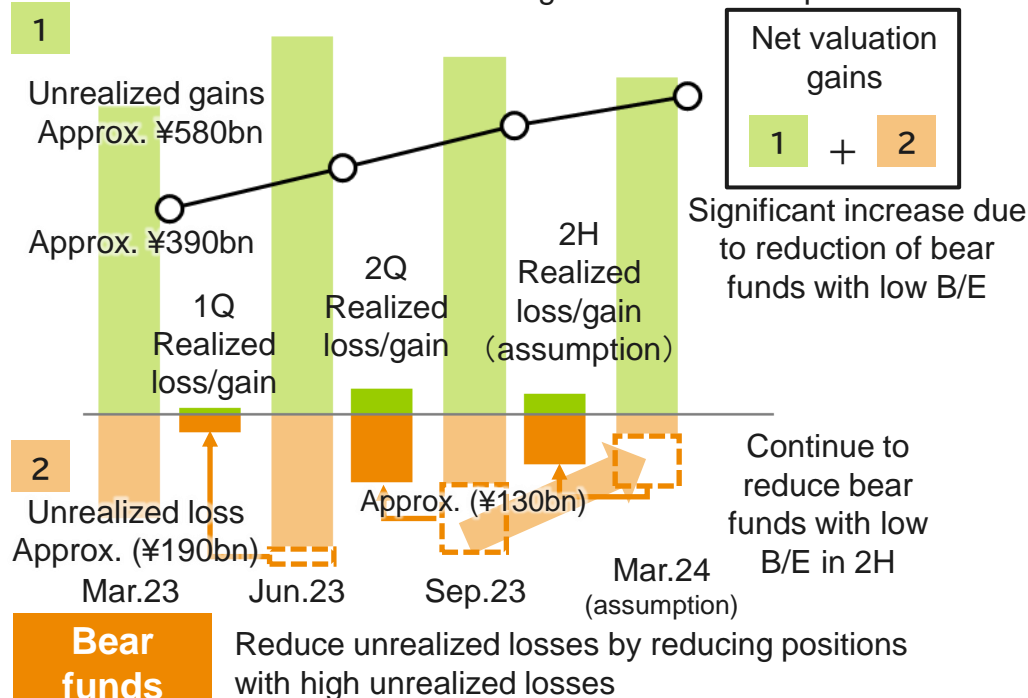 1
Unrealized gains
Approx. ¥580bn
Approx. ¥390bn
1Q
Realized
loss/gain
2Q
Realized
loss/gain
2H
Realized
loss/gain
(assumption)
Net valuation
gains
1 + 2
Significant increase due
to reduction of bear
funds with low B/E
2
Unrealized loss
Approx. (¥190bn)
Approx. (¥130bn)
Continue to
reduce bear
funds with low
B/E in 2H
Mar.23
Jun.23
Sep.23
Mar.24
(assumption)
Bear
funds
Reduce unrealized losses by reducing positions
with high unrealized losses